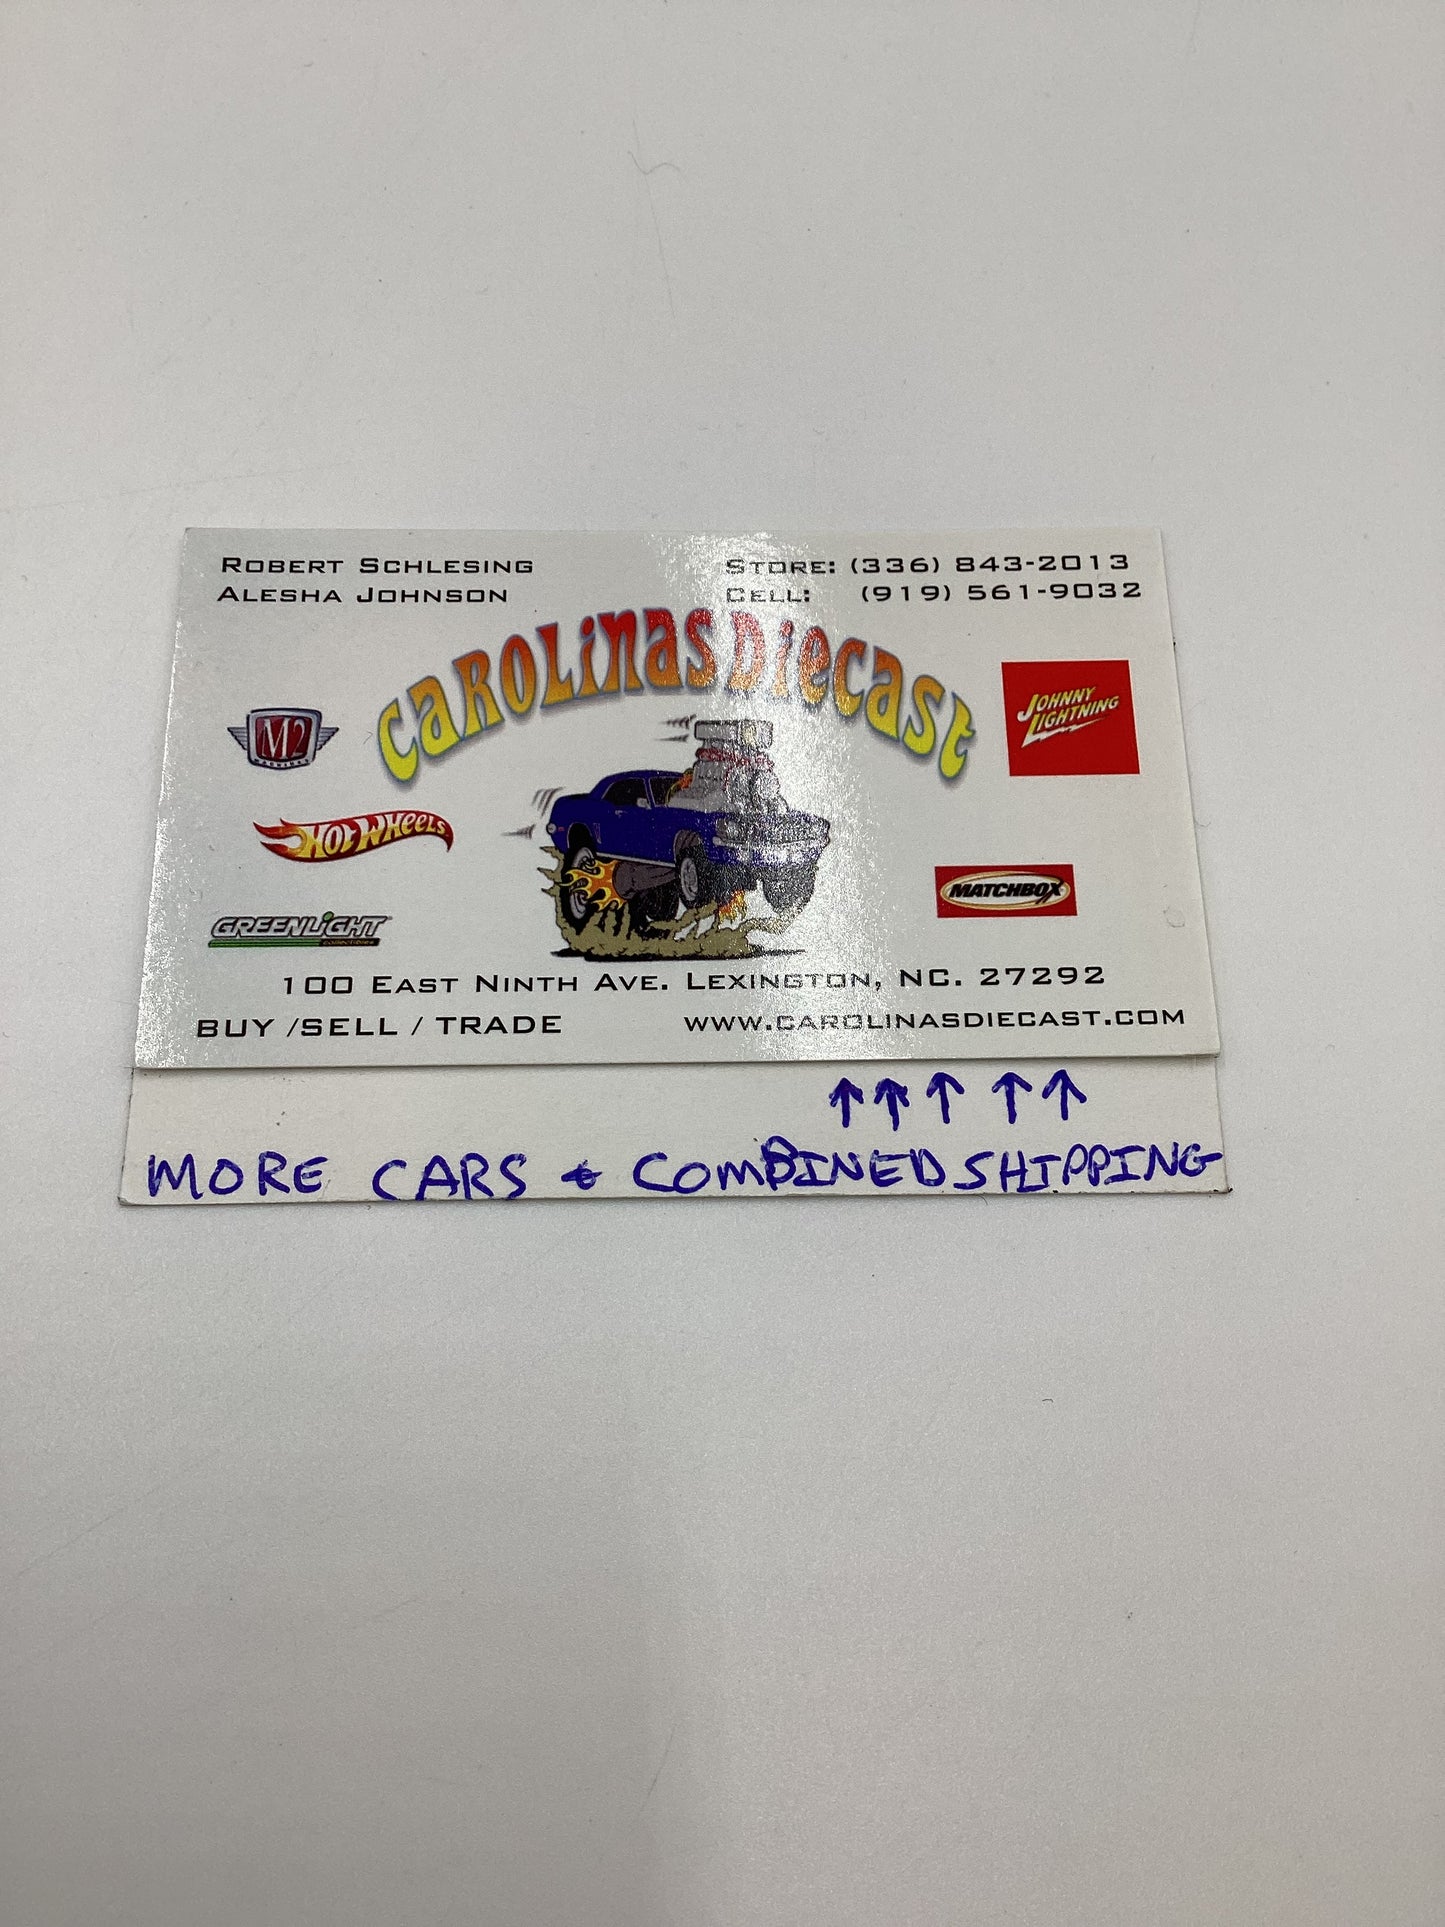 ROBERT SCHLESING
ALESHA JOHNSON
STORE: (336) 843-2013
CELL: (919) 561-9032
CAROLINAS DIECAST
M2
MACHINES
JOHNNY
LIGHTNING
HOT WHEELS
MATCHBOX
GREENLIGHT
collectibles
100 EAST NINTH AVE. LEXINGTON, NC. 27292
BUY /SELL / TRADE
WWW.CAROLINASDIECAST.COM
↑ ↑ ↑ ↑ ↑
MORE CARS & COMBINED SHIPPING